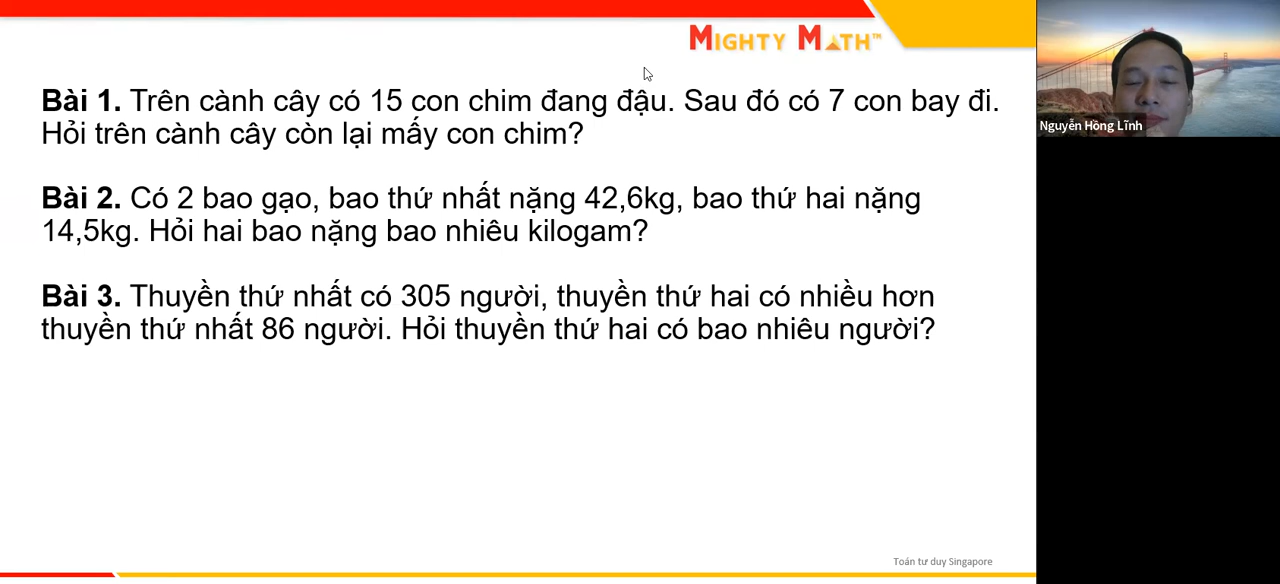 MIGHTY MATH™
Bài 1. Trên cành cây có 15 con chim đang đậu. Sau đó có 7 con bay đi.
Hỏi trên cành cây còn lại mấy con chim?
Bài 2. Có 2 bao gạo, bao thứ nhất nặng 42,6kg, bao thứ hai nặng
14,5kg. Hỏi hai bao nặng bao nhiêu kilogam?
Bài 3. Thuyền thứ nhất có 305 người, thuyền thứ hai có nhiều hơn
thuyền thứ nhất 86 người. Hỏi thuyền thứ hai có bao nhiêu người?
Toán tư duy Singapore
Nguyễn Hồng Lĩnh